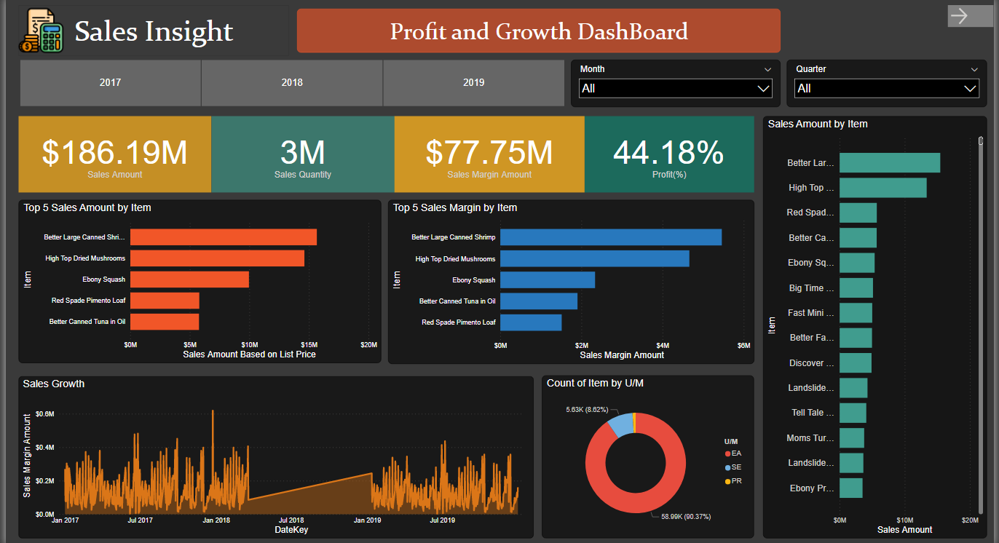 Sales Insight
Profit and Growth DashBoard
2017
2018
2019
Month
All
Quarter
All
$186.19M
Sales Amount
3M
Sales Quantity
$77.75M
Sales Margin Amount
44.18%
Profit(%)
Top 5 Sales Amount by Item
Item
Better Large Canned Shri...
High Top Dried Mushrooms
Ebony Squash
Red Spade Pimento Loaf
Better Canned Tuna in Oil
$0M $5M $10M $15M $20M
Sales Amount Based on List Price
Top 5 Sales Margin by Item
Item
Better Large Canned Shrimp
High Top Dried Mushrooms
Ebony Squash
Better Canned Tuna in Oil
Red Spade Pimento Loaf
$0M $2M $4M $6M
Sales Margin Amount
Sales Amount by Item
Item
Better Lar...
High Top ...
Red Spad...
Better Ca...
Ebony Sq...
Big Time ...
Fast Mini ...
Better Fa...
Discover ...
Landslide...
Tell Tale ...
Moms Tur...
Landslide...
Ebony Pr...
$0M $10M $20M
Sales Amount
Sales Growth
Sales Margin Amount
$0.6M
$0.4M
$0.2M
$0.0M
Jan 2017 Jul 2017 Jan 2018 Jul 2018 Jan 2019 Jul 2019
DateKey
Count of Item by U/M
5.63K (8.62%)
58.99K (90.37%)
U/M
EA
SE
PR